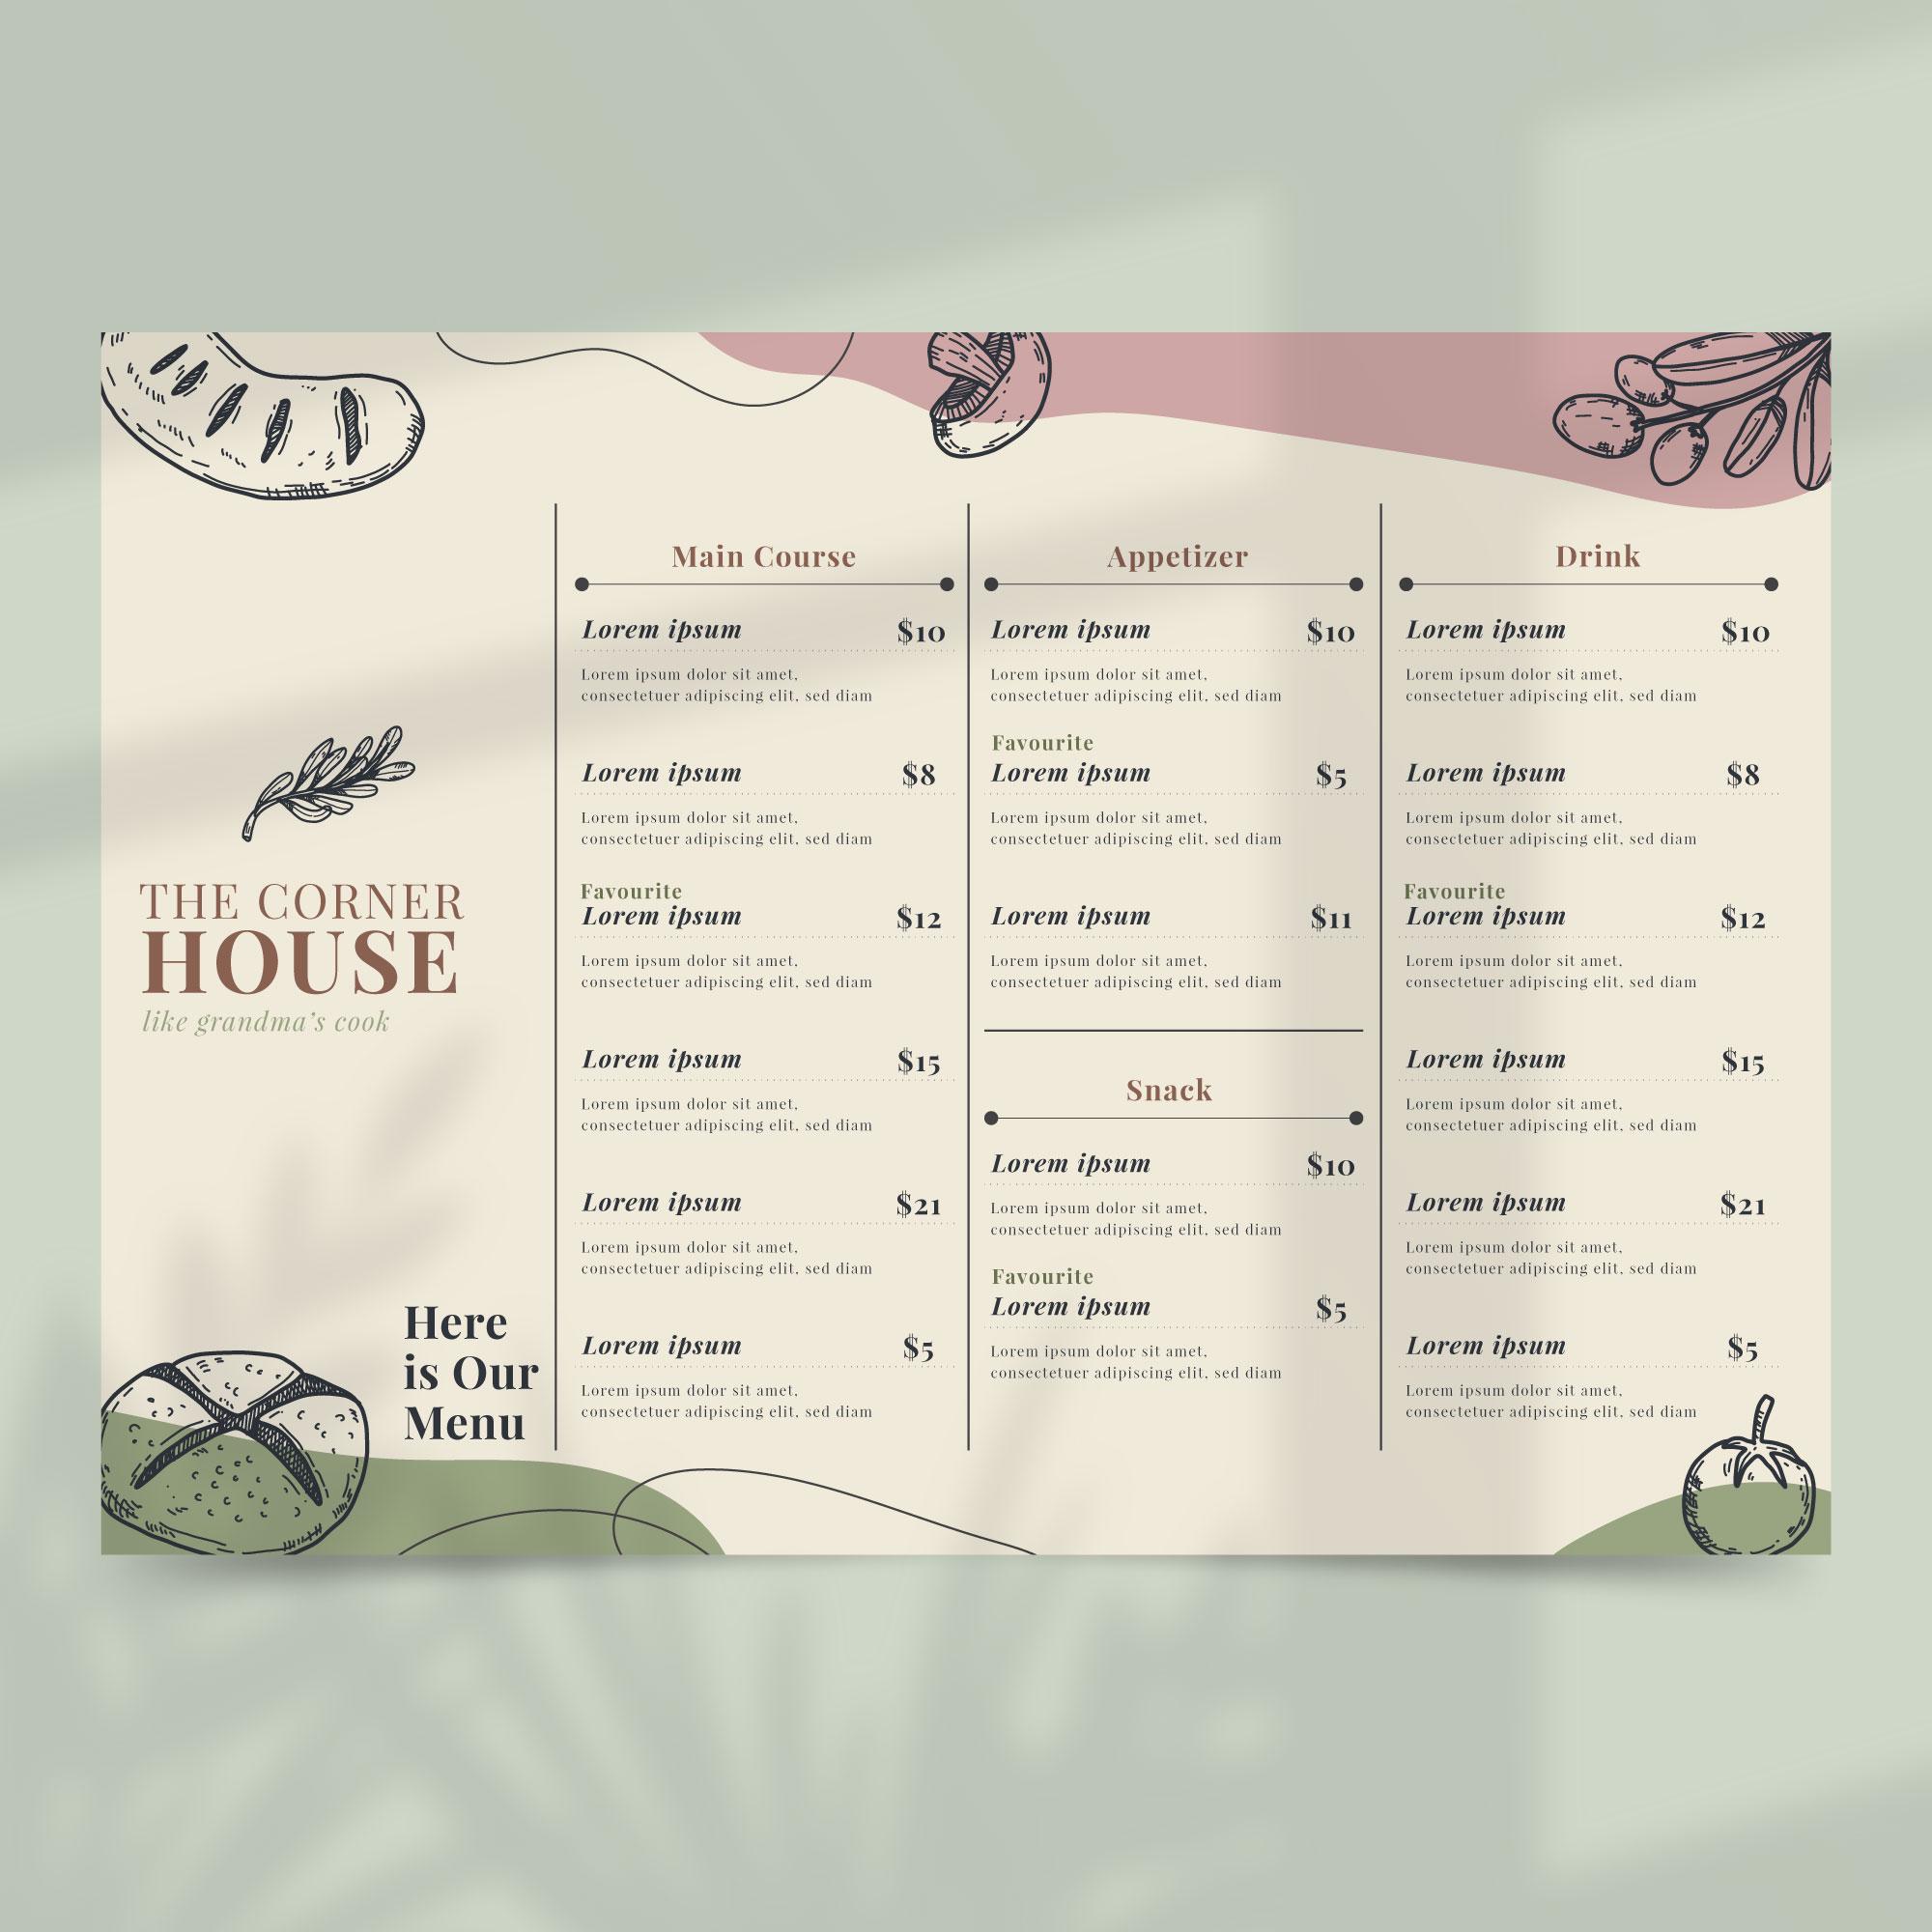 THE CORNER
HOUSE
like grandma's cook
Here
is Our
Menu
Main Course
Lorem ipsum $10
Lorem ipsum dolor sit amet,
consectetuer adipiscing elit, sed diam
Lorem ipsum $8
Lorem ipsum dolor sit amet,
consectetuer adipiscing elit, sed diam
Favourite
Lorem ipsum $12
Lorem ipsum dolor sit amet,
consectetuer adipiscing elit, sed diam
Lorem ipsum $15
Lorem ipsum dolor sit amet,
consectetuer adipiscing elit, sed diam
Lorem ipsum $21
Lorem ipsum dolor sit amet,
consectetuer adipiscing elit, sed diam
Lorem ipsum $5
Lorem ipsum dolor sit amet,
consectetuer adipiscing elit, sed diam
Appetizer
Lorem ipsum $10
Lorem ipsum dolor sit amet,
consectetuer adipiscing elit, sed diam
Favourite
Lorem ipsum $5
Lorem ipsum dolor sit amet,
consectetuer adipiscing elit, sed diam
Lorem ipsum $11
Lorem ipsum dolor sit amet,
consectetuer adipiscing elit, sed diam
Snack
Lorem ipsum $10
Lorem ipsum dolor sit amet,
consectetuer adipiscing elit, sed diam
Favourite
Lorem ipsum $5
Lorem ipsum dolor sit amet,
consectetuer adipiscing elit, sed diam
Drink
Lorem ipsum $10
Lorem ipsum dolor sit amet,
consectetuer adipiscing elit, sed diam
Lorem ipsum $8
Lorem ipsum dolor sit amet,
consectetuer adipiscing elit, sed diam
Favourite
Lorem ipsum $12
Lorem ipsum dolor sit amet,
consectetuer adipiscing elit, sed diam
Lorem ipsum $15
Lorem ipsum dolor sit amet,
consectetuer adipiscing elit, sed diam
Lorem ipsum $21
Lorem ipsum dolor sit amet,
consectetuer adipiscing elit, sed diam
Lorem ipsum $5
Lorem ipsum dolor sit amet,
consectetuer adipiscing elit, sed diam